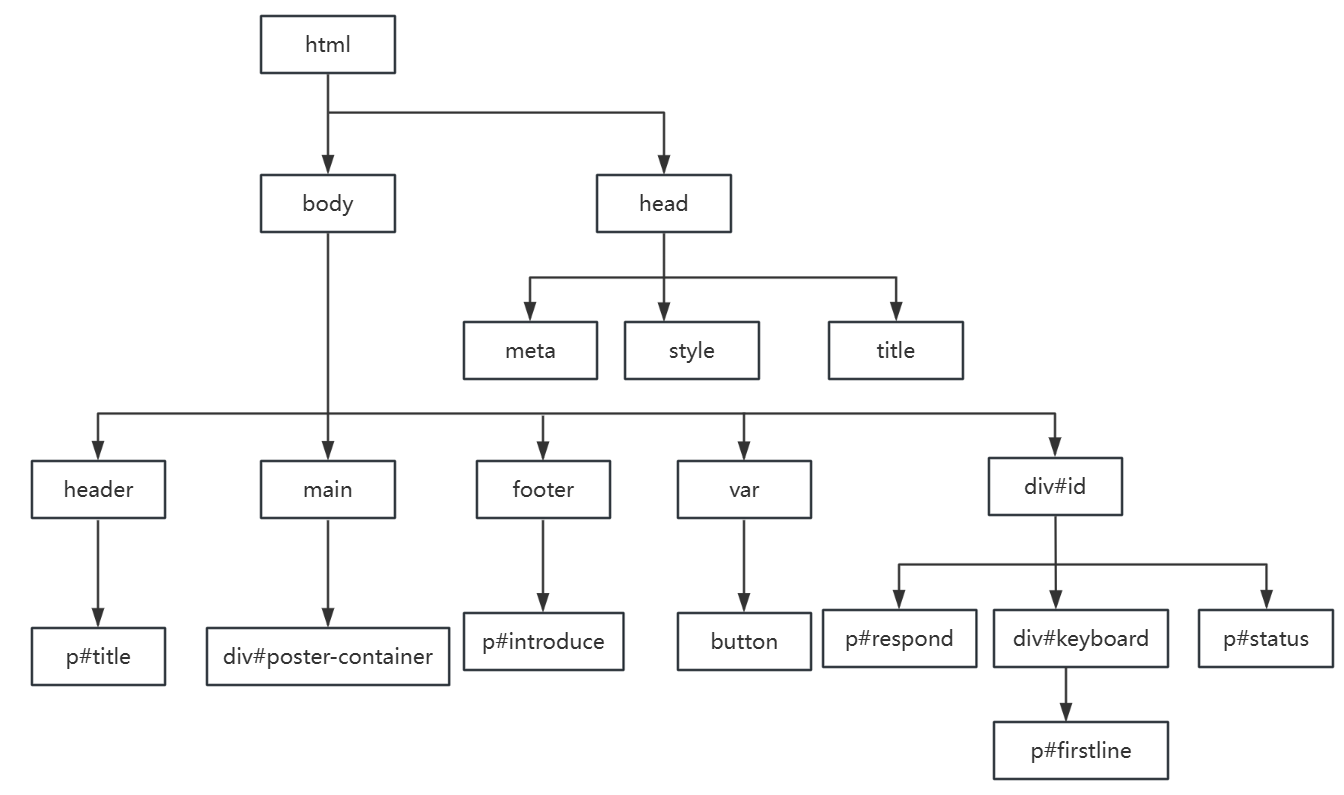 html
body
head
meta
style
title
header
main
footer
var
div#id
p#title
div#poster-container
p#introduce
button
p#respond
div#keyboard
p#status
p#firstline